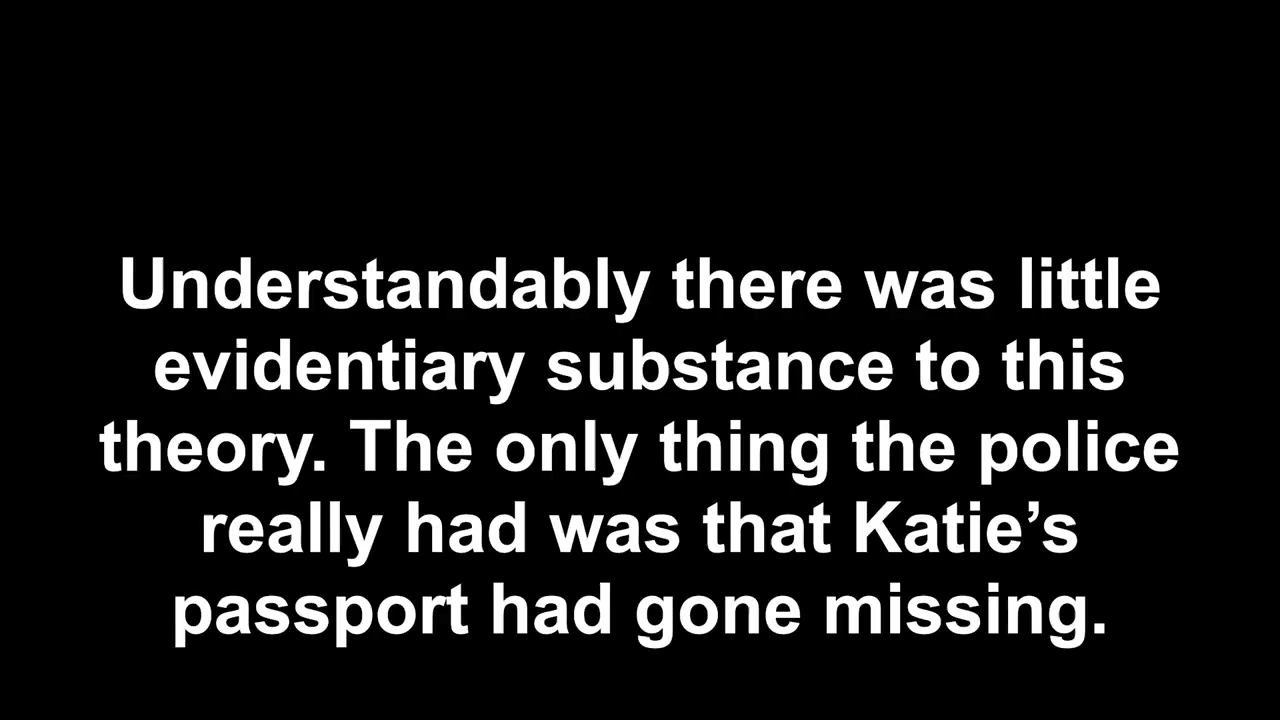 Understandably there was little
evidentiary substance to this
theory. The only thing the police
really had was that Katie’s
passport had gone missing.